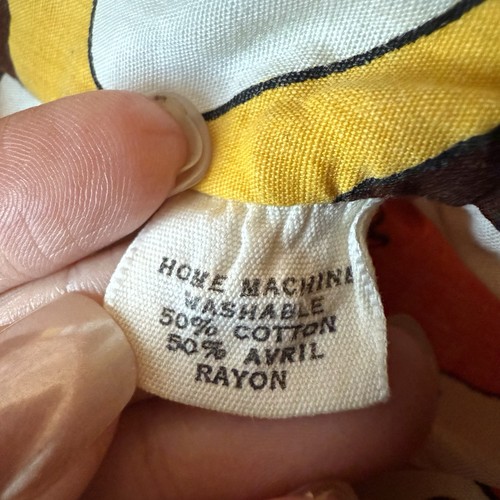 HOME MACHINE
WASHABLE
50% COTTON
50% AVRIL
RAYON